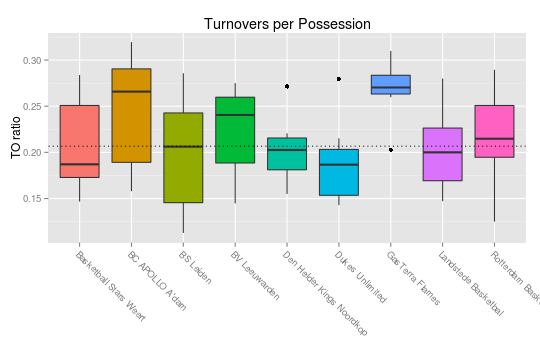 Turnovers per Possession
TO ratio
0.30
0.25
0.20
0.15
Basketball Stars Weert
BC APOLLO A'dam
BS Leiden
BV Leeuwarden
Den Helder Kings Noordkop
Dukes Unlimited
GasTerra Flames
Landstede Basketbal
Rotterdam Bask